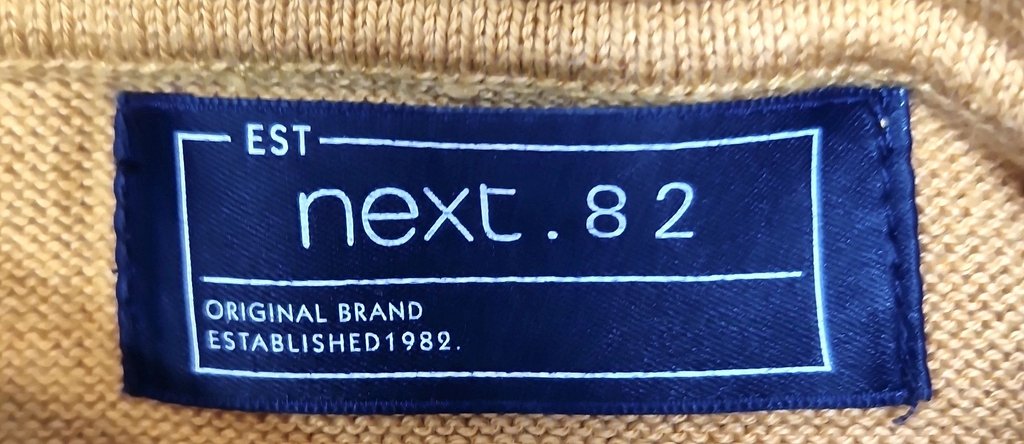 EST
next.82
ORIGINAL BRAND
ESTABLISHED1982.